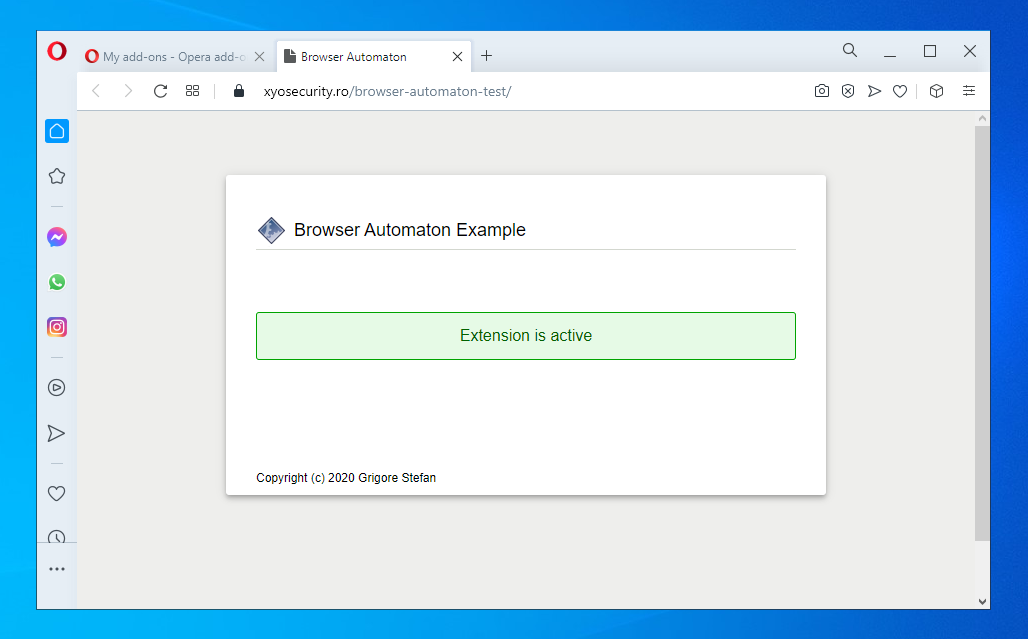 My add-ons - Opera add-o
Browser Automaton
xyosecurity.ro/browser-automaton-test/
Browser Automaton Example
Extension is active
Copyright (c) 2020 Grigore Stefan